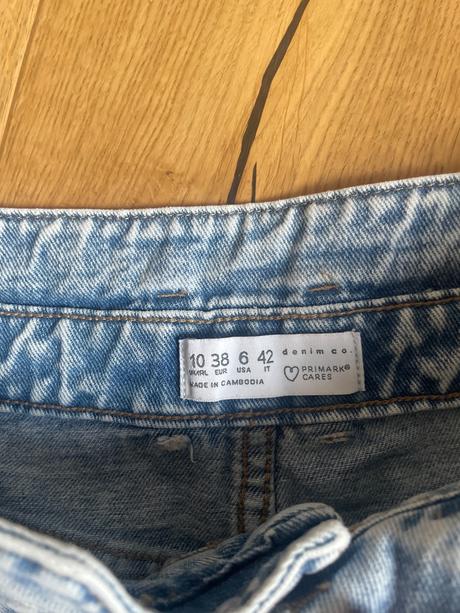 10 38 6 42 denim co.
UK/IRL EUR USA IT PRIMARK®
MADE IN CAMBODIA CARES